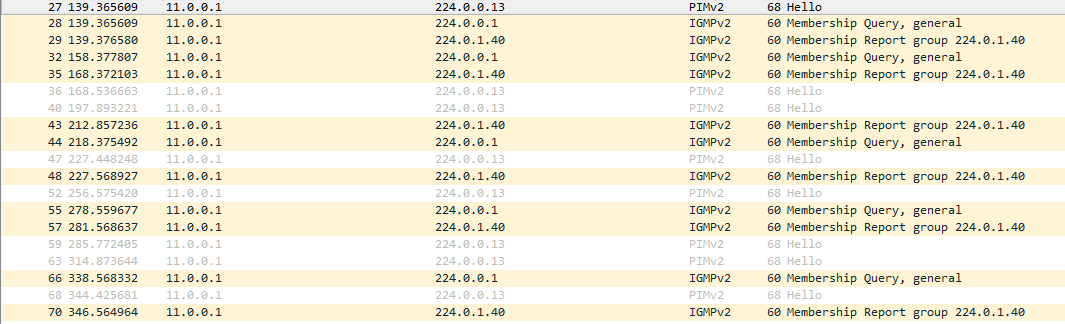 27 139.365609 11.0.0.1 224.0.0.13 PIMv2 68 Hello
28 139.365609 11.0.0.1 224.0.0.1 IGMPv2 60 Membership Query, general
29 139.376580 11.0.0.1 224.0.1.40 IGMPv2 60 Membership Report group 224.0.1.40
32 158.377807 11.0.0.1 224.0.0.1 IGMPv2 60 Membership Query, general
35 168.372103 11.0.0.1 224.0.1.40 IGMPv2 60 Membership Report group 224.0.1.40
36 168.536663 11.0.0.1 224.0.0.13 PIMv2 68 Hello
40 197.893221 11.0.0.1 224.0.0.13 PIMv2 68 Hello
43 212.857236 11.0.0.1 224.0.1.40 IGMPv2 60 Membership Report group 224.0.1.40
44 218.375492 11.0.0.1 224.0.0.1 IGMPv2 60 Membership Query, general
47 227.448248 11.0.0.1 224.0.0.13 PIMv2 68 Hello
48 227.568927 11.0.0.1 224.0.1.40 IGMPv2 60 Membership Report group 224.0.1.40
52 256.575420 11.0.0.1 224.0.0.13 PIMv2 68 Hello
55 278.559677 11.0.0.1 224.0.0.1 IGMPv2 60 Membership Query, general
57 281.568637 11.0.0.1 224.0.1.40 IGMPv2 60 Membership Report group 224.0.1.40
59 285.772405 11.0.0.1 224.0.0.13 PIMv2 68 Hello
63 314.873644 11.0.0.1 224.0.0.13 PIMv2 68 Hello
66 338.568332 11.0.0.1 224.0.0.1 IGMPv2 60 Membership Query, general
68 344.425681 11.0.0.1 224.0.0.13 PIMv2 68 Hello
70 346.564964 11.0.0.1 224.0.1.40 IGMPv2 60 Membership Report group 224.0.1.40